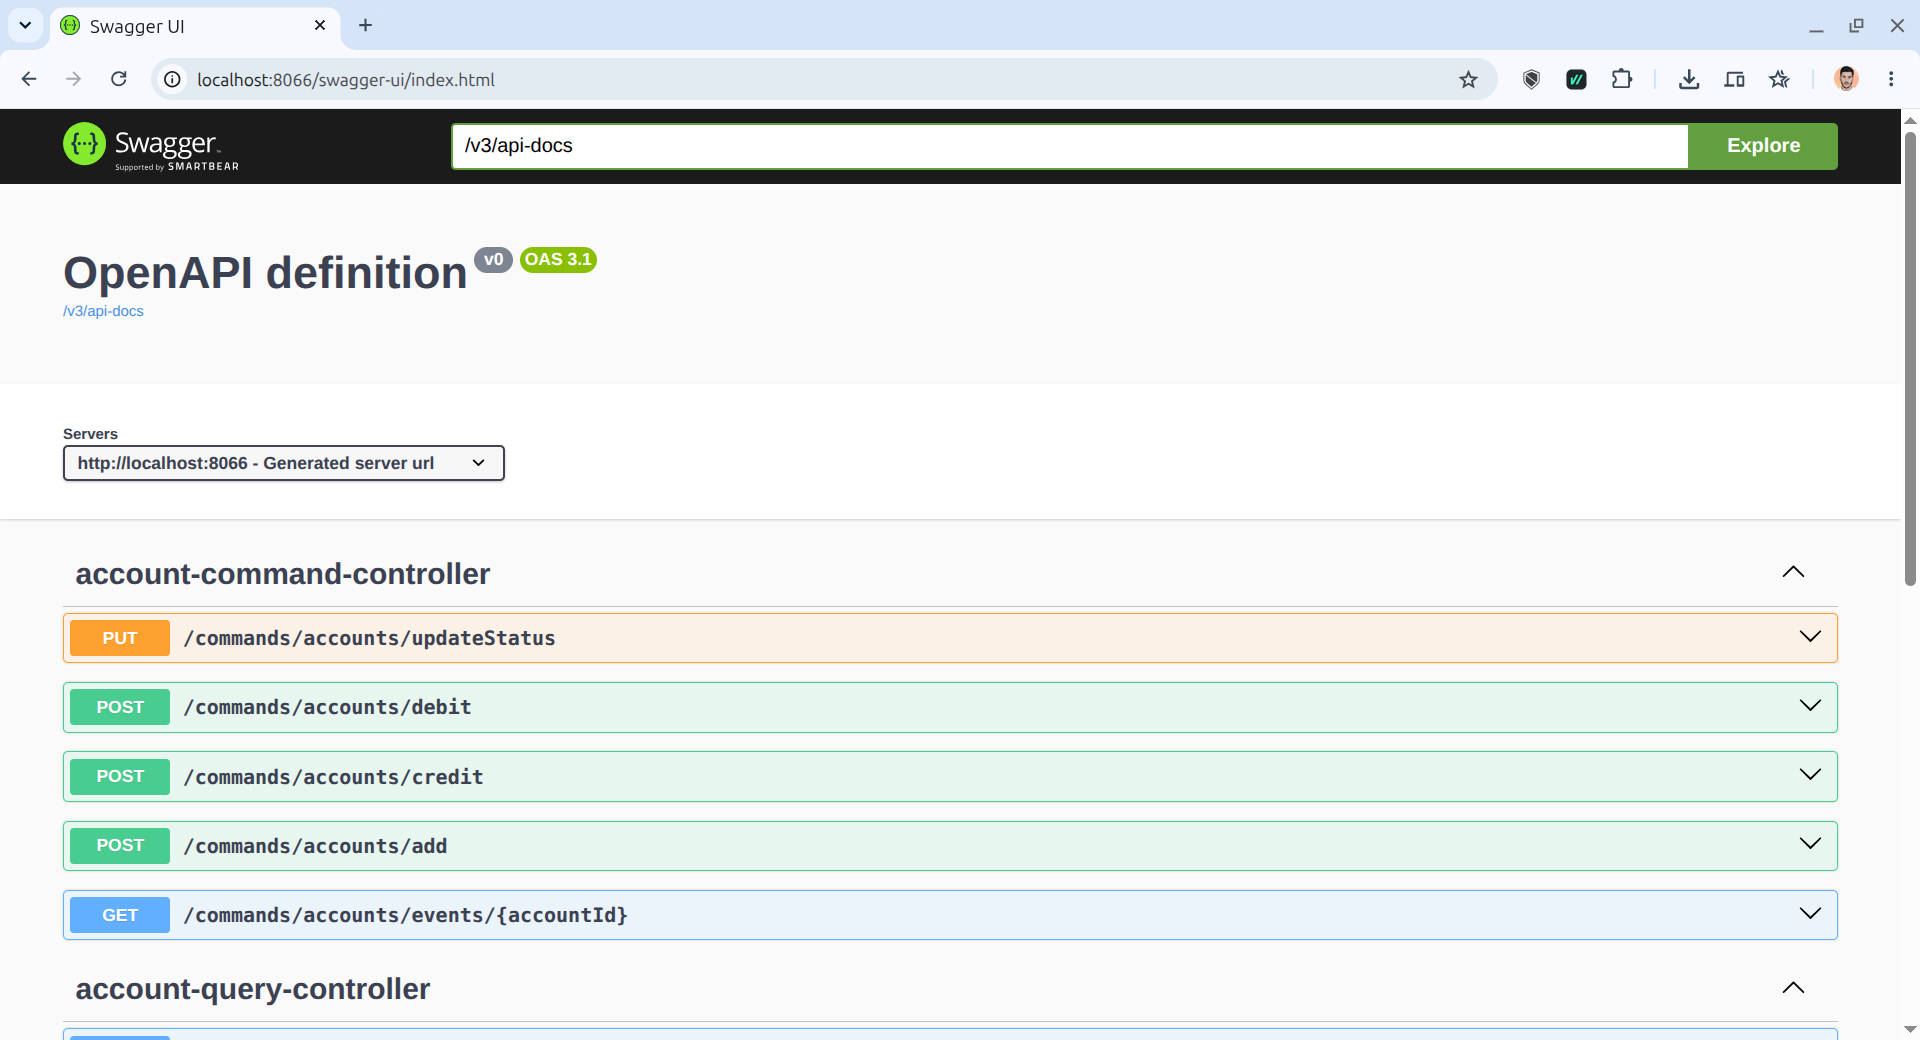 Swagger UI
localhost:8066/swagger-ui/index.html
Swagger™
Supported by SMARTBEAR
/v3/api-docs
Explore
OpenAPI definition v0 OAS 3.1
/v3/api-docs
Servers
http://localhost:8066 - Generated server url
account-command-controller
PUT /commands/accounts/updateStatus
POST /commands/accounts/debit
POST /commands/accounts/credit
POST /commands/accounts/add
GET /commands/accounts/events/{accountId}
account-query-controller